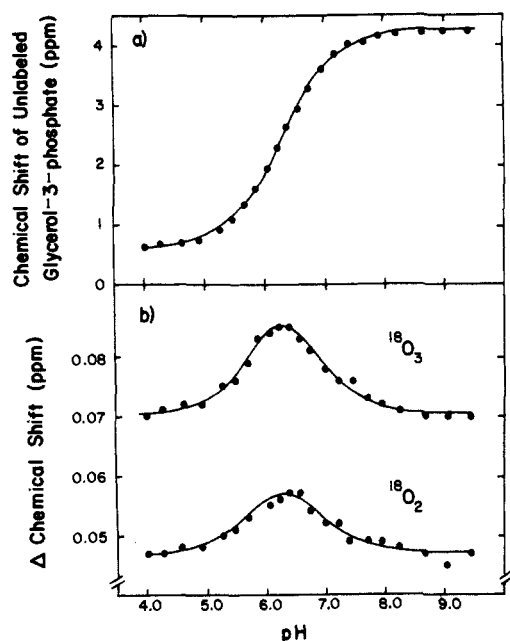 a)
Chemical Shift of Unlabeled
Glycerol-3-phosphate (ppm)
4
3
2
1
0
b)
Δ Chemical Shift (ppm)
0.08
0.07
0.06
0.05
¹⁸O₃
¹⁸O₂
4.0 5.0 6.0 7.0 8.0 9.0
pH